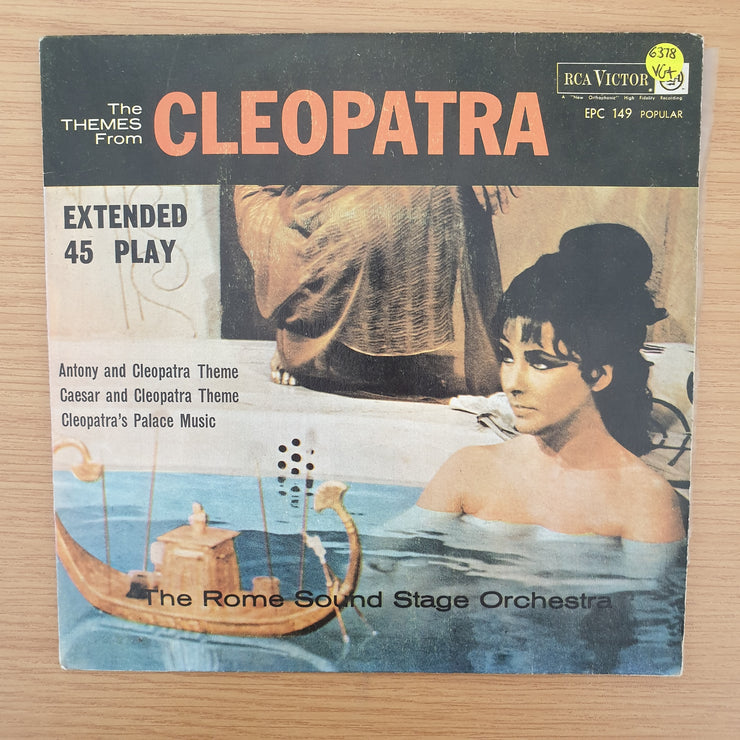 6378
VG+
RCA VICTOR
A "New Orthophonic" High Fidelity Recording
EPC 149 POPULAR
The
THEMES
From
CLEOPATRA
EXTENDED
45 PLAY
Antony and Cleopatra Theme
Caesar and Cleopatra Theme
Cleopatra's Palace Music
The Rome Sound Stage Orchestra